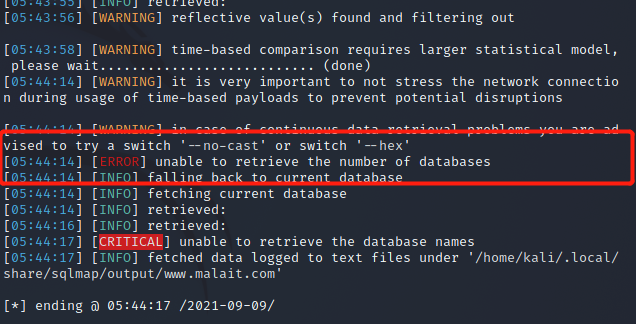 [05:43:55] [INFO] retrieved:
[05:43:56] [WARNING] reflective value(s) found and filtering out
[05:43:58] [WARNING] time-based comparison requires larger statistical model,
please wait........................... (done)
[05:44:14] [WARNING] it is very important to not stress the network connectio
n during usage of time-based payloads to prevent potential disruptions
[05:44:14] [WARNING] in case of continuous data retrieval problems you are ad
vised to try a switch '--no-cast' or switch '--hex'
[05:44:14] [ERROR] unable to retrieve the number of databases
[05:44:14] [INFO] falling back to current database
[05:44:14] [INFO] fetching current database
[05:44:14] [INFO] retrieved:
[05:44:16] [INFO] retrieved:
[05:44:17] [CRITICAL] unable to retrieve the database names
[05:44:17] [INFO] fetched data logged to text files under '/home/kali/.local/
share/sqlmap/output/www.malait.com'
[*] ending @ 05:44:17 /2021-09-09/